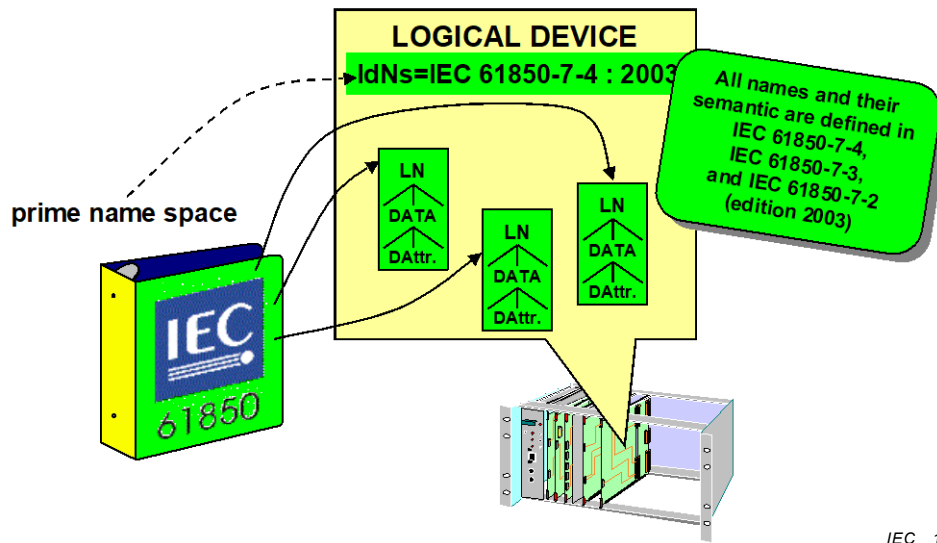 LOGICAL DEVICE
IdNs=IEC 61850-7-4 : 2003
All names and their
semantic are defined in
IEC 61850-7-4,
IEC 61850-7-3,
and IEC 61850-7-2
(edition 2003)
prime name space
LN
DATA
DAttr.
LN
DATA
DAttr.
LN
DATA
DAttr.
IEC
61850
IEC 1